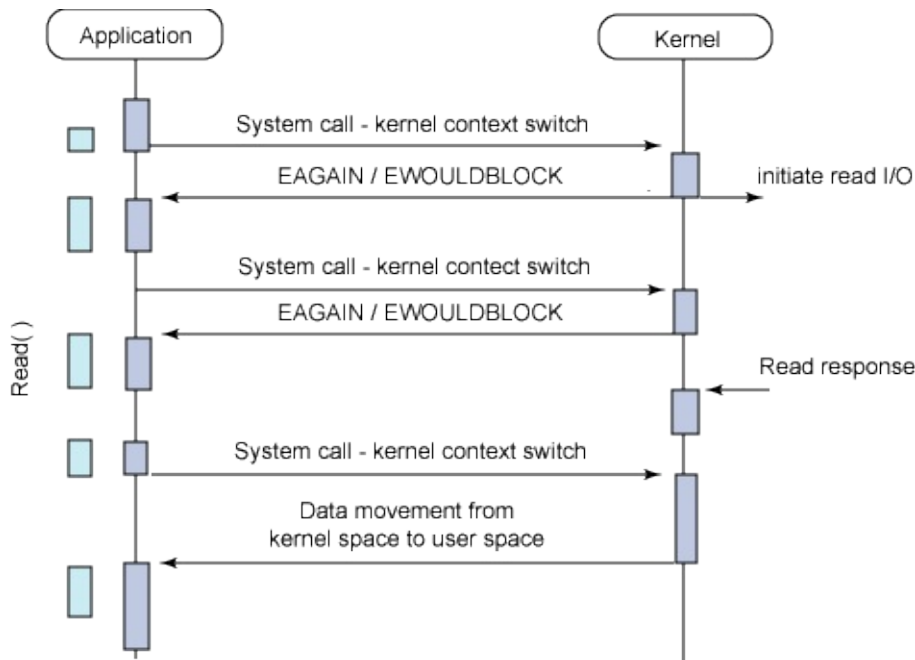 Application
Kernel
System call - kernel context switch
EAGAIN / EWOULDBLOCK
initiate read I/O
System call - kernel contect switch
EAGAIN / EWOULDBLOCK
Read( )
Read response
System call - kernel context switch
Data movement from
kernel space to user space